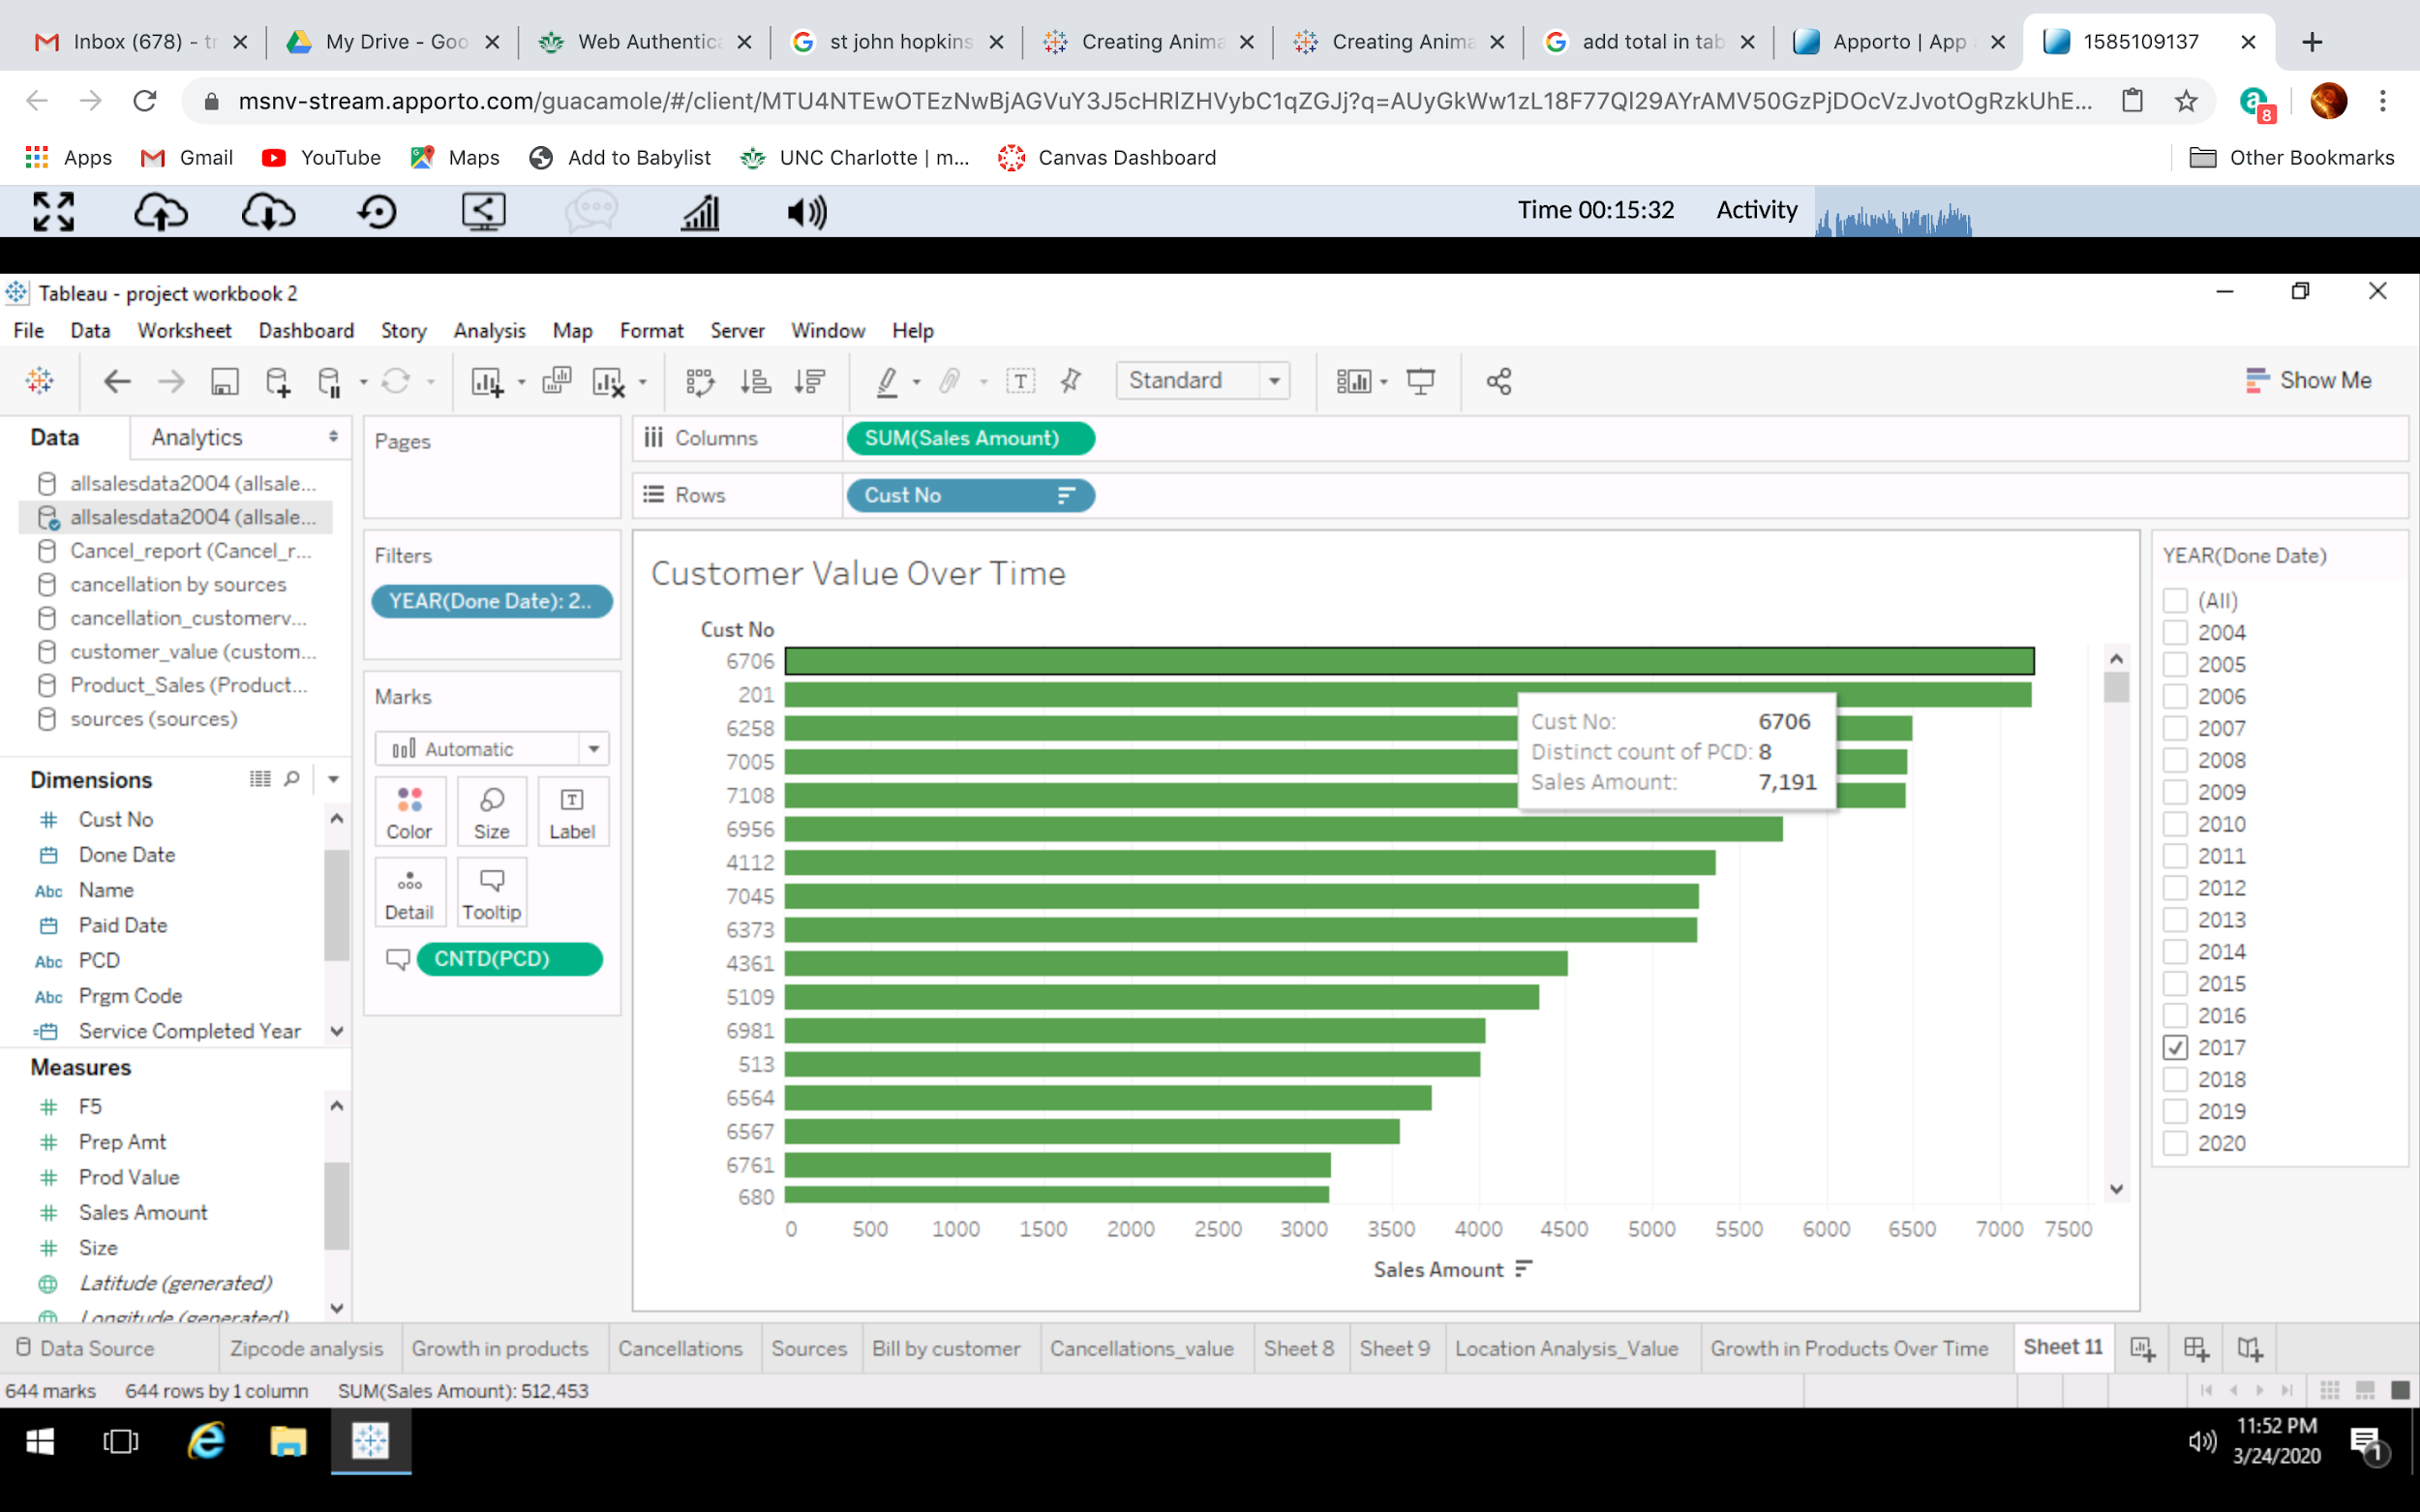 Inbox (678) - tr
My Drive - Goo
Web Authentica
st john hopkins
Creating Anima
Creating Anima
add total in tab
Apporto | App
1585109137
msnv-stream.apporto.com/guacamole/#/client/
Apps
Gmail
YouTube
Maps
Add to Babylist
UNC Charlotte | m...
Canvas Dashboard
Other Bookmarks
8
Time 00:15:32
Activity
Tableau - project workbook 2
File Data Worksheet Dashboard Story Analysis Map Format Server Window Help
Standard
Show Me
Data
Analytics
allsalesdata2004 (allsale...
allsalesdata2004 (allsale...
Cancel_report (Cancel_r...
cancellation by sources
cancellation_customerv...
customer_value (custom...
Product_Sales (Product...
sources (sources)
Dimensions
Cust No
Done Date
Abc Name
Paid Date
Abc PCD
Abc Prgm Code
Service Completed Year
Measures
F5
Prep Amt
Prod Value
Sales Amount
Size
Latitude (generated)
Longitude (generated)
Pages
Filters
YEAR(Done Date): 2..
Marks
Automatic
Color
Size
Label
Detail
Tooltip
CNTD(PCD)
Columns
SUM(Sales Amount)
Rows
Cust No
Customer Value Over Time
Cust No
6706
201
6258
7005
7108
6956
4112
7045
6373
4361
5109
6981
513
6564
6567
6761
680
Cust No: 6706
Distinct count of PCD: 8
Sales Amount: 7,191
0 500 1000 1500 2000 2500 3000 3500 4000 4500 5000 5500 6000 6500 7000 7500
Sales Amount
YEAR(Done Date)
(All)
2004
2005
2006
2007
2008
2009
2010
2011
2012
2013
2014
2015
2016
2017
2018
2019
2020
Data Source
Zipcode analysis
Growth in products
Cancellations
Sources
Bill by customer
Cancellations_value
Sheet 8
Sheet 9
Location Analysis_Value
Growth in Products Over Time
Sheet 11
644 marks
644 rows by 1 column
SUM(Sales Amount): 512,453
11:52 PM
3/24/2020
1